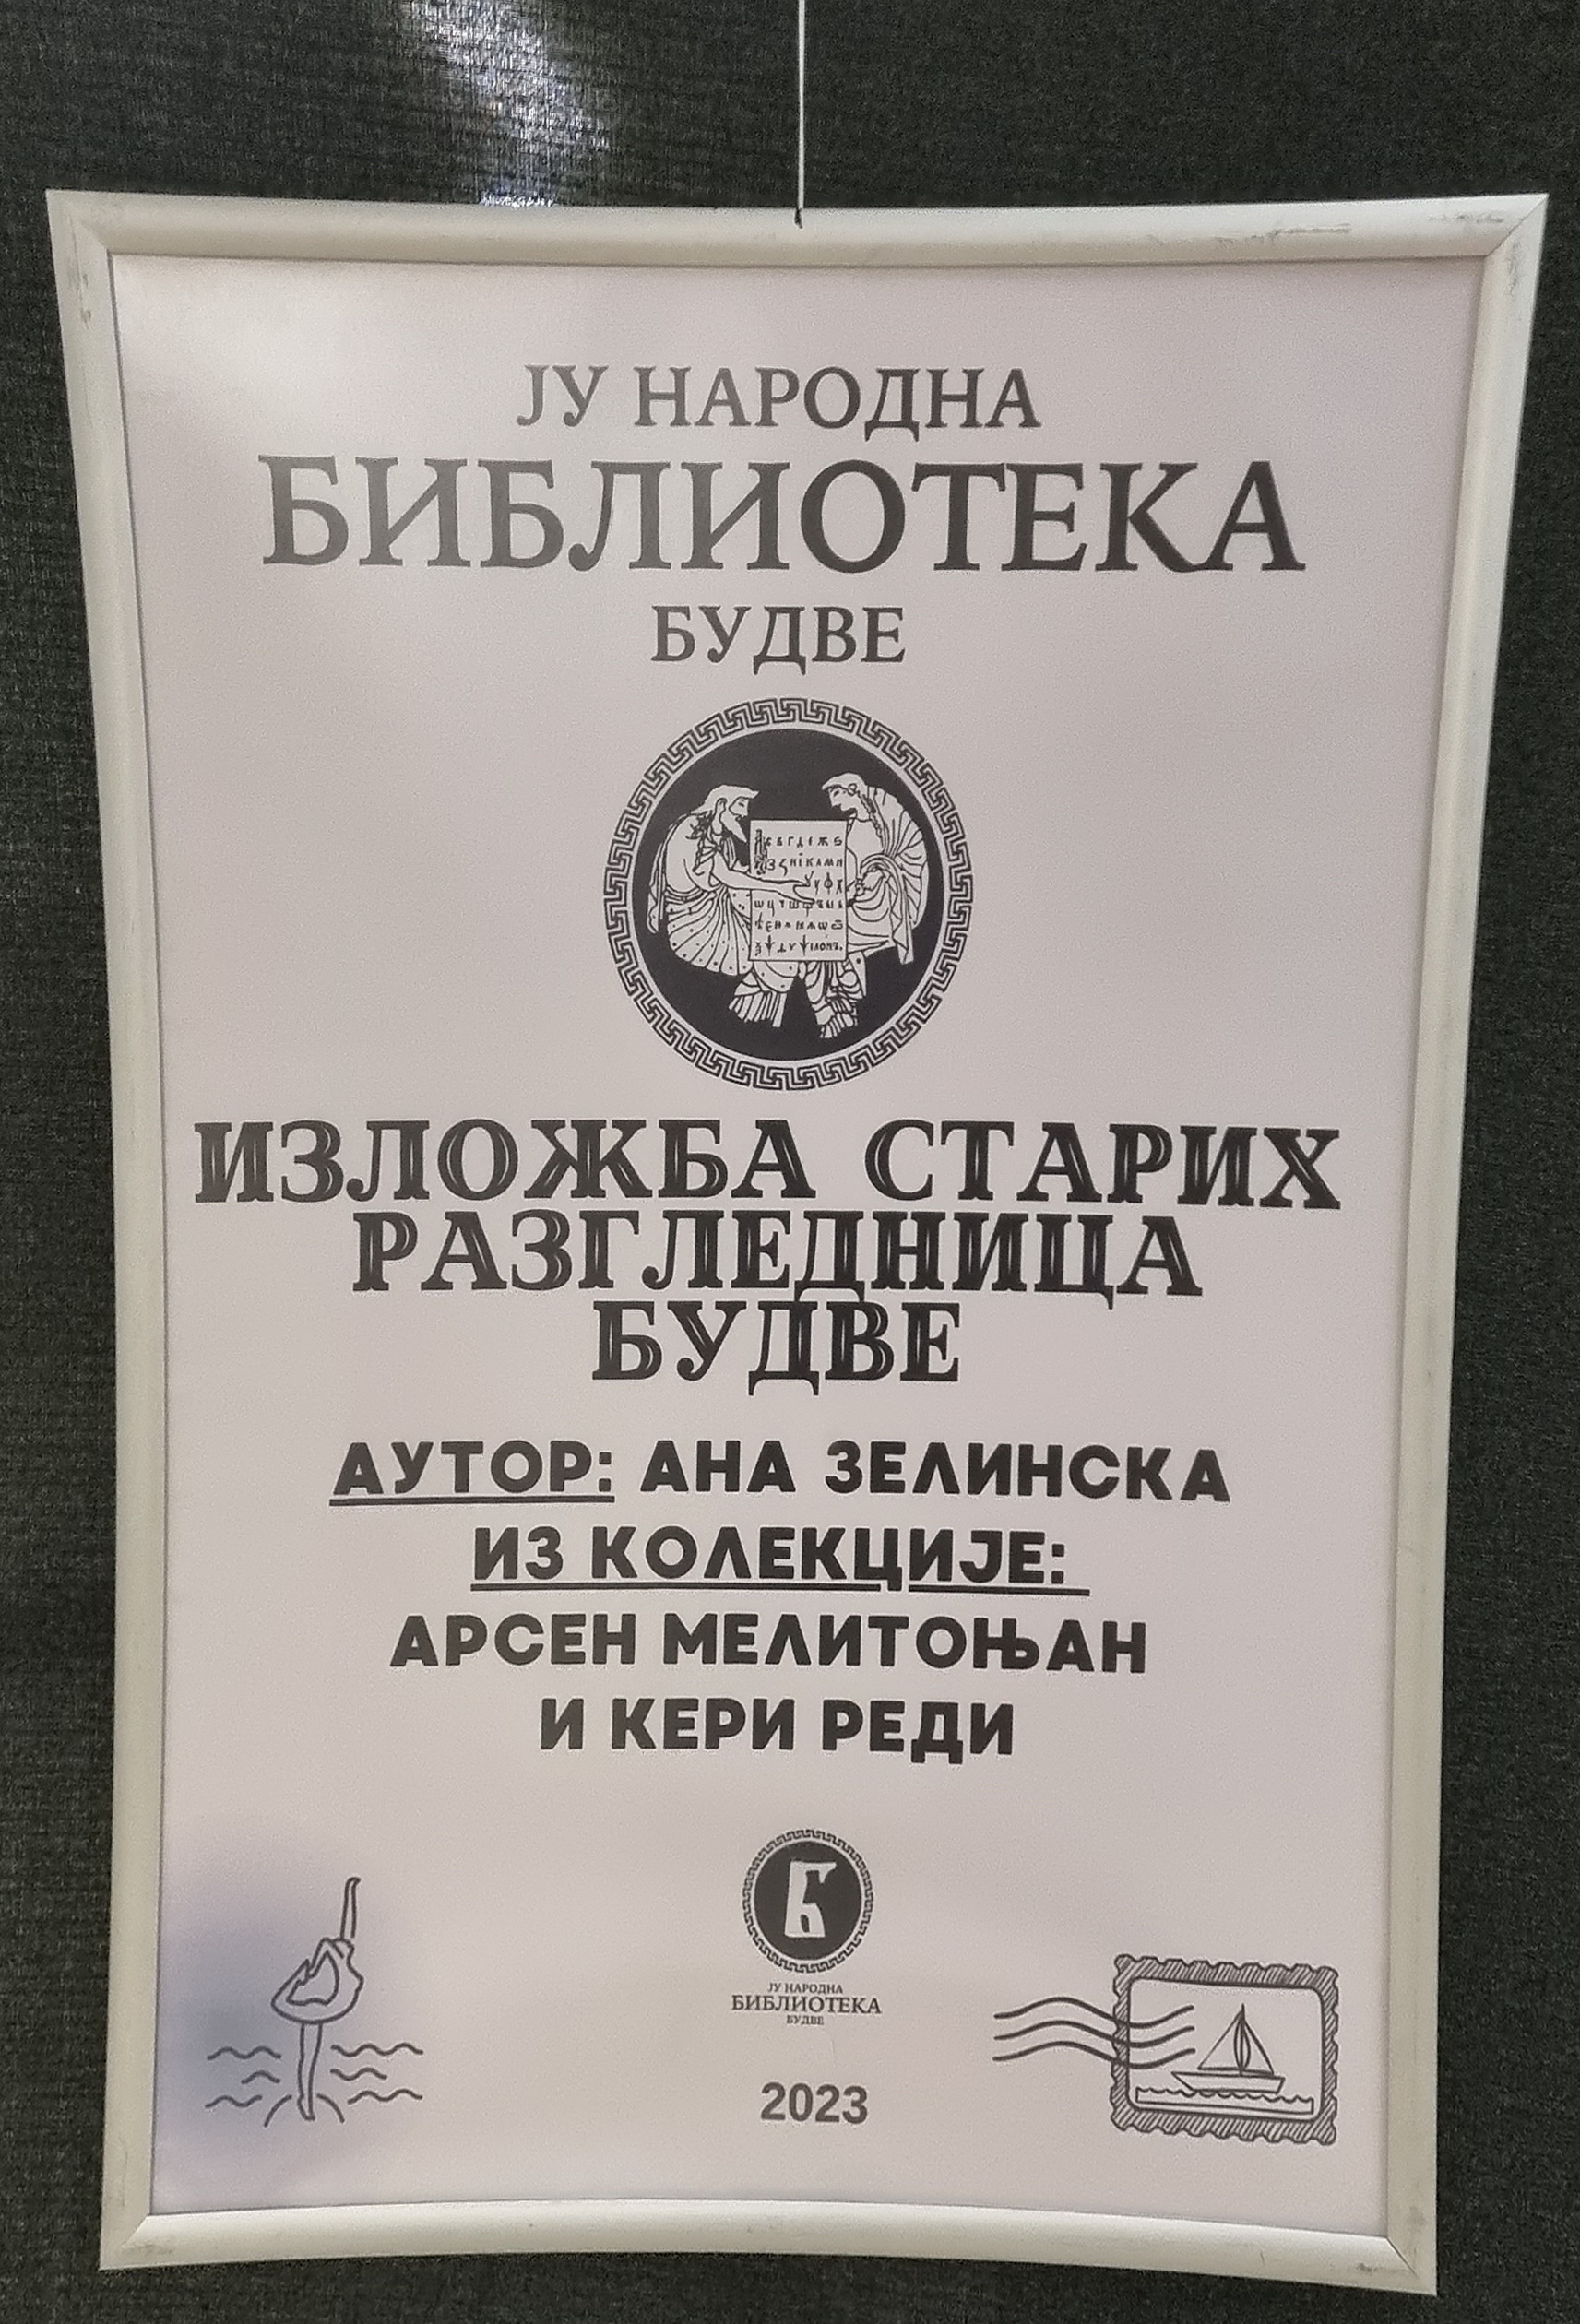 ЈУ НАРОДНА
БИБЛИОТЕКА
БУДВЕ
ИЗЛОЖБА СТАРИХ
РАЗГЛЕДНИЦА
БУДВЕ
АУТОР: АНА ЗЕЛИНСКА
ИЗ КОЛЕКЦИЈЕ:
АРСЕН МЕЛИТОЊАН
И КЕРИ РЕДИ
Б
ЈУ НАРОДНА
БИБЛИОТЕКА
БУДВЕ
2023